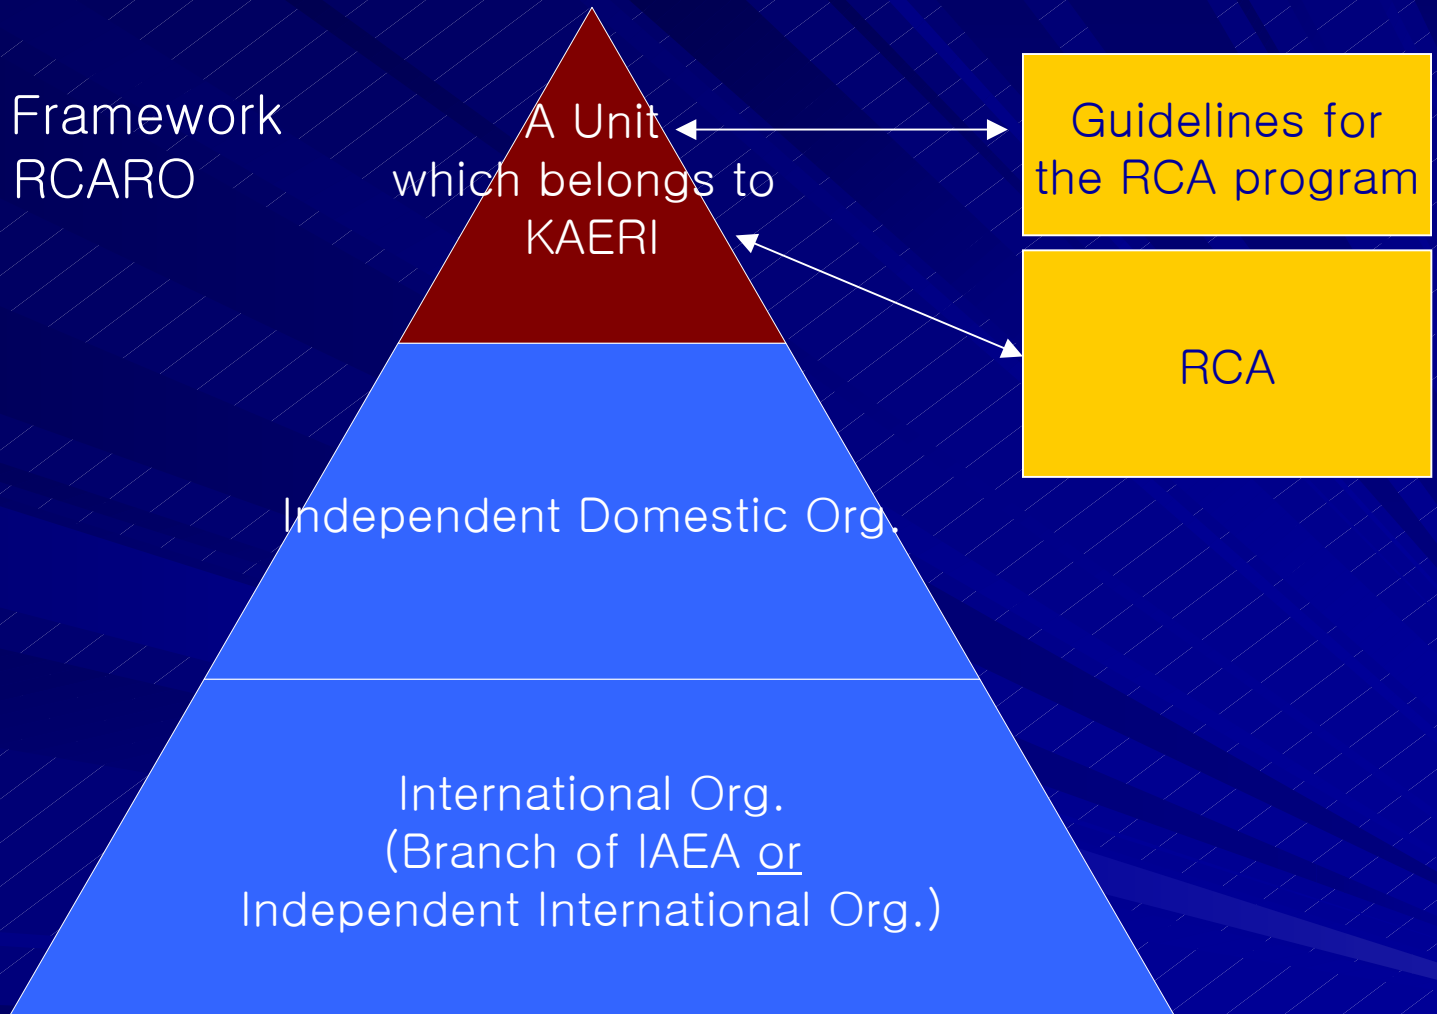 Framework
RCARO
A Unit
which belongs to
KAERI
Guidelines for
the RCA program
RCA
Independent Domestic Org.
International Org.
(Branch of IAEA or
Independent International Org.)